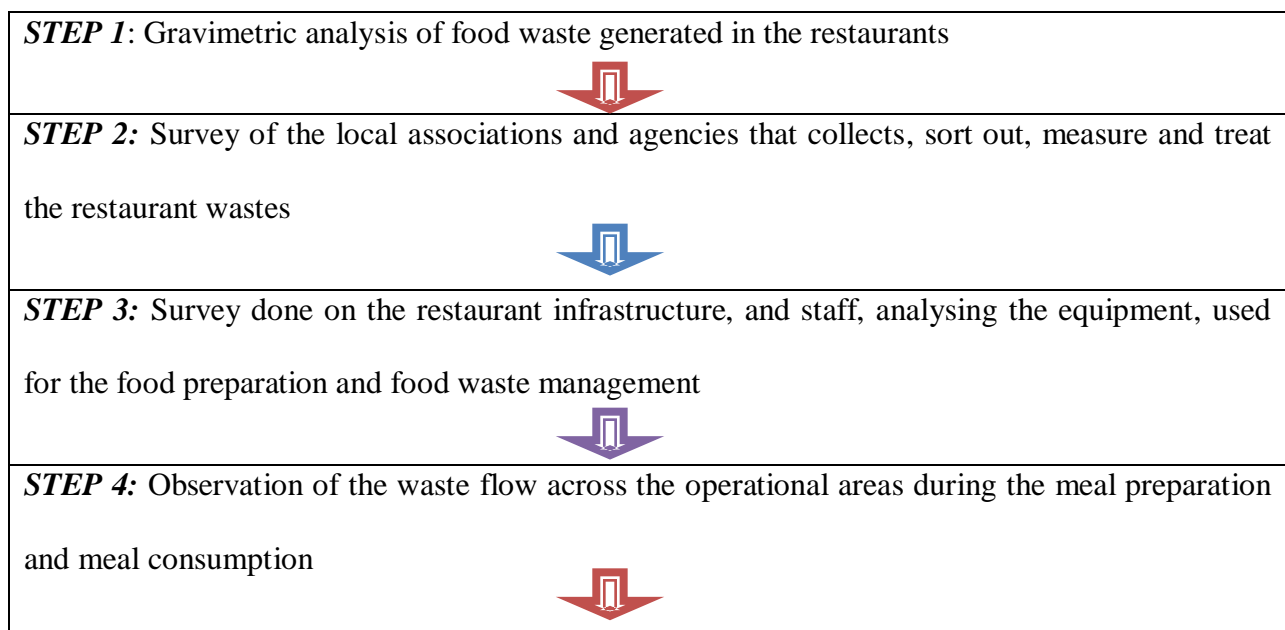 STEP 1: Gravimetric analysis of food waste generated in the restaurants
STEP 2: Survey of the local associations and agencies that collects, sort out, measure and treat
the restaurant wastes
STEP 3: Survey done on the restaurant infrastructure, and staff, analysing the equipment, used
for the food preparation and food waste management
STEP 4: Observation of the waste flow across the operational areas during the meal preparation
and meal consumption